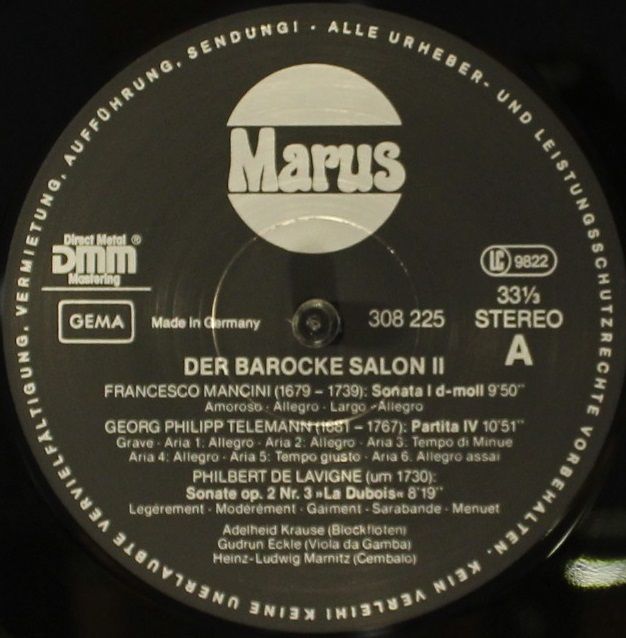 ALLE URHEBER- UND LEISTUNGSSCHUTZRECHTE VORBEHALTEN · KEIN VERLEIH! KEINE UNERLAUBTE VERVIELFÄLTIGUNG, VERMIETUNG, AUFFÜHRUNG, SENDUNG! ·
Marus
Direct Metal ®
DMM
Mastering
LC 9822
GEMA
Made in Germany
308 225
33⅓
STEREO
A
DER BAROCKE SALON II
FRANCESCO MANCINI (1679 – 1739): Sonata I d-moll 9'50"
Amoroso · Allegro · Largo · Allegro
GEORG PHILIPP TELEMANN (1681 – 1767): Partita IV 10'51"
Grave · Aria 1: Allegro · Aria 2: Allegro · Aria 3: Tempo di Minue
Aria 4: Allegro · Aria 5: Tempo giusto · Aria 6. Allegro assai
PHILBERT DE LAVIGNE (um 1730):
Sonate op. 2 Nr. 3 »La Dubois« 8'19"
Legérement · Modérément · Gaiment · Sarabande · Menuet
Adelheid Krause (Blockflöten)
Gudrun Eckle (Viola da Gamba)
Heinz-Ludwig Marnitz (Cembalo)